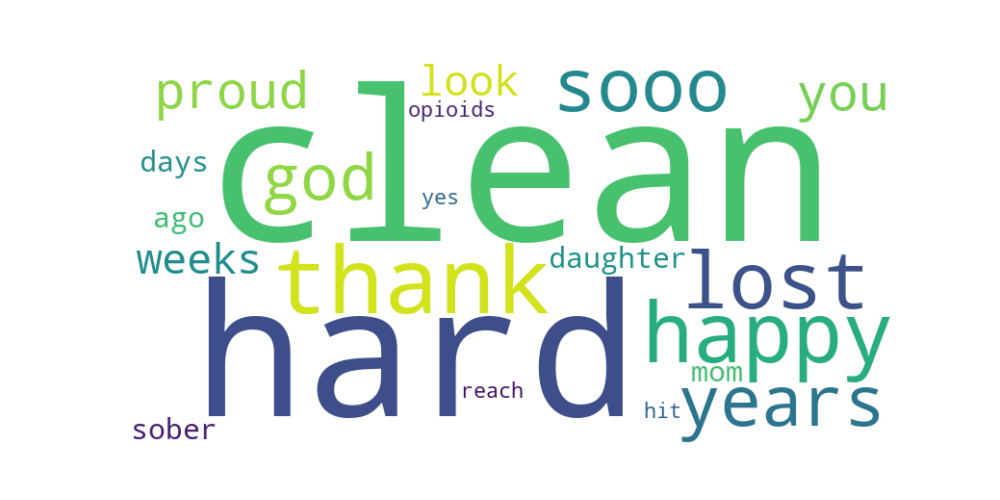 proud
look
sooo
you
opioids
clean
days
god
yes
ago
weeks
thank
daughter
lost
hard
happy
mom
reach
years
hit
sober